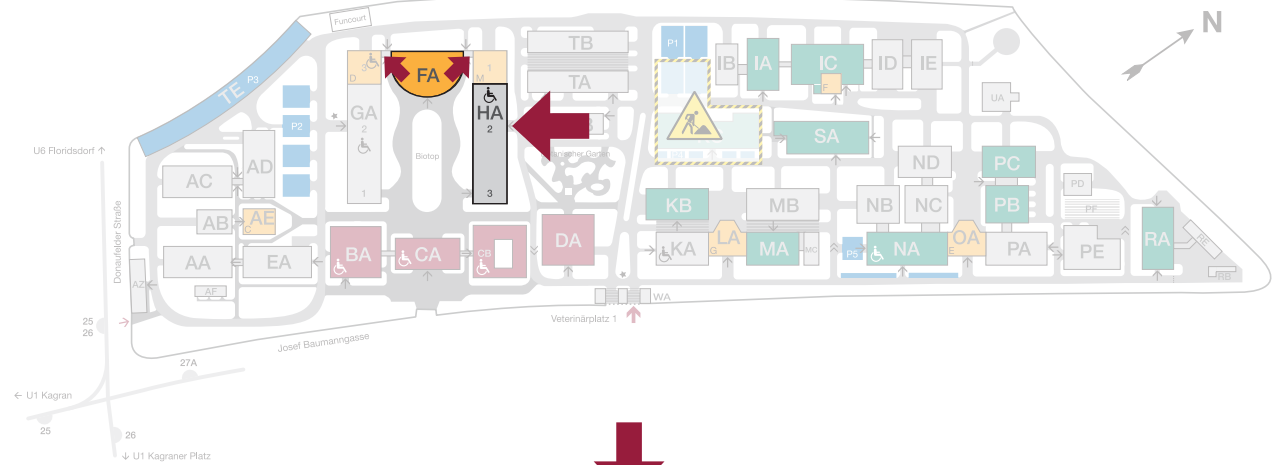 Funcourt
N
TE P3
P2
U6 Floridsdorf ↑
Donaufelder Straße
AC
AD
AB
AE
C
AA
EA
AF
AZ
25
26
3
D
GA
2
1
FA
Biotop
1
M
HA
2
3
BA
CA
CB
DA
TB
TA
B
anischer Garten
P1
IB
IA
IC
F
ID
IE
UA
SA
ND
PC
NB
NC
PB
PD
PF
KB
MB
KA
LA
G
MA
MC
P5
NA
OA
E
PA
PE
RA
RE
RB
WA
Veterinärplatz 1
Josef Baumanngasse
27A
← U1 Kagran
25
26
↓ U1 Kagraner Platz